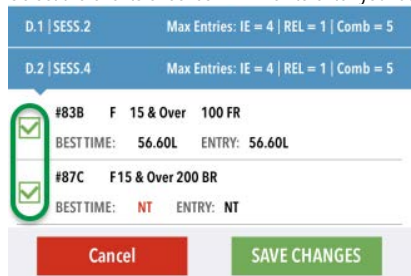 D.1 | SESS.2 Max Entries: IE = 4 | REL = 1 | Comb = 5
D.2 | SESS.4 Max Entries: IE = 4 | REL = 1 | Comb = 5
#83B F 15 & Over 100 FR
BEST TIME: 56.60L ENTRY: 56.60L
#87C F 15 & Over 200 BR
BEST TIME: NT ENTRY: NT
Cancel SAVE CHANGES